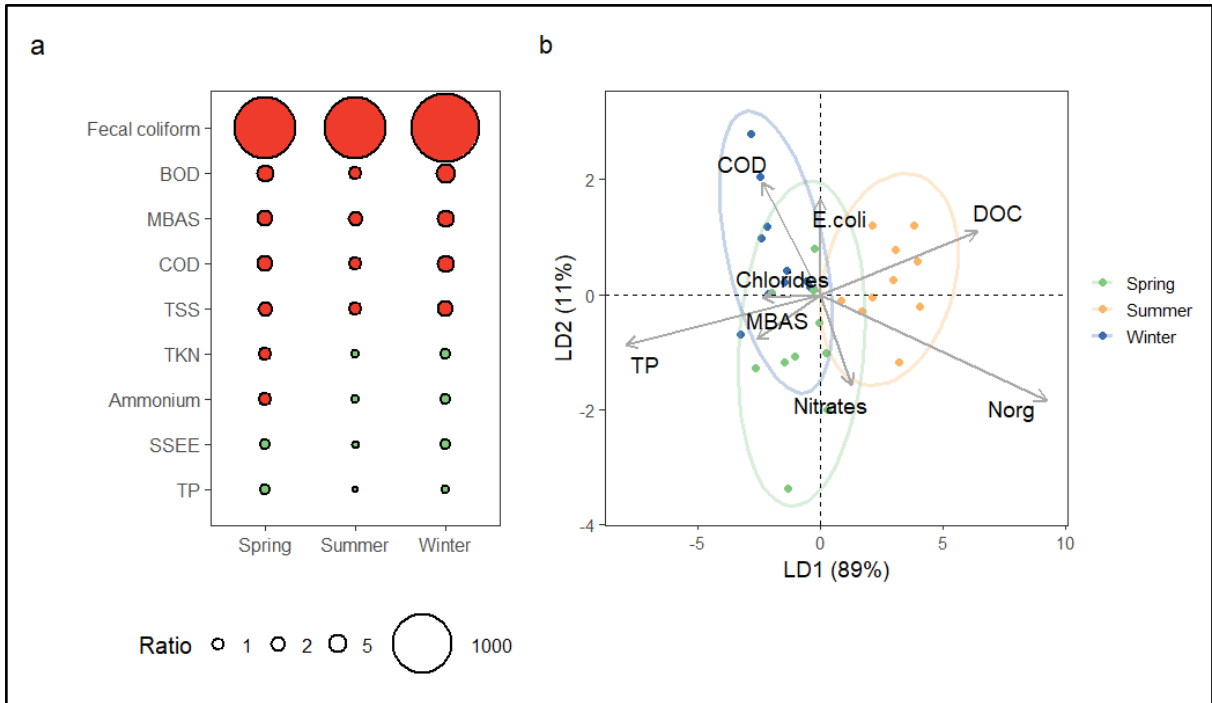 a
Fecal coliform
BOD
MBAS
COD
TSS
TKN
Ammonium
SSEE
TP
Spring Summer Winter
Ratio 1 2 5 1000
b
LD2 (11%)
2
0
-2
-4
COD
E.coli
DOC
Chlorides
MBAS
TP
Nitrates
Norg
-5 0 5 10
LD1 (89%)
Spring
Summer
Winter